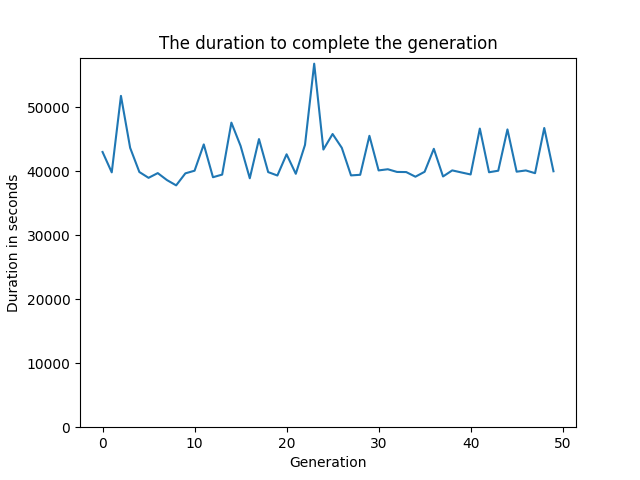 The duration to complete the generation
50000
40000
30000
20000
10000
0
Duration in seconds
0 10 20 30 40 50
Generation